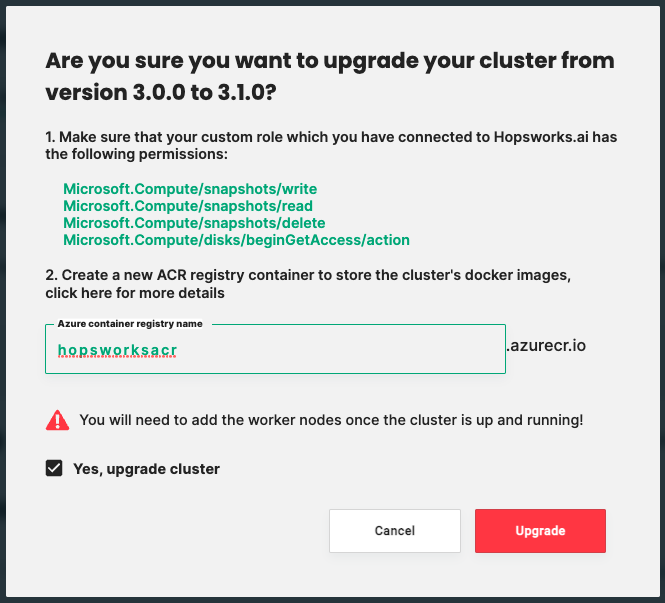 Are you sure you want to upgrade your cluster from
version 3.0.0 to 3.1.0?
1. Make sure that your custom role which you have connected to Hopsworks.ai has
the following permissions:
Microsoft.Compute/snapshots/write
Microsoft.Compute/snapshots/read
Microsoft.Compute/snapshots/delete
Microsoft.Compute/disks/beginGetAccess/action
2. Create a new ACR registry container to store the cluster's docker images,
click here for more details
Azure container registry name
hopsworksacr
.azurecr.io
You will need to add the worker nodes once the cluster is up and running!
Yes, upgrade cluster
Cancel
Upgrade